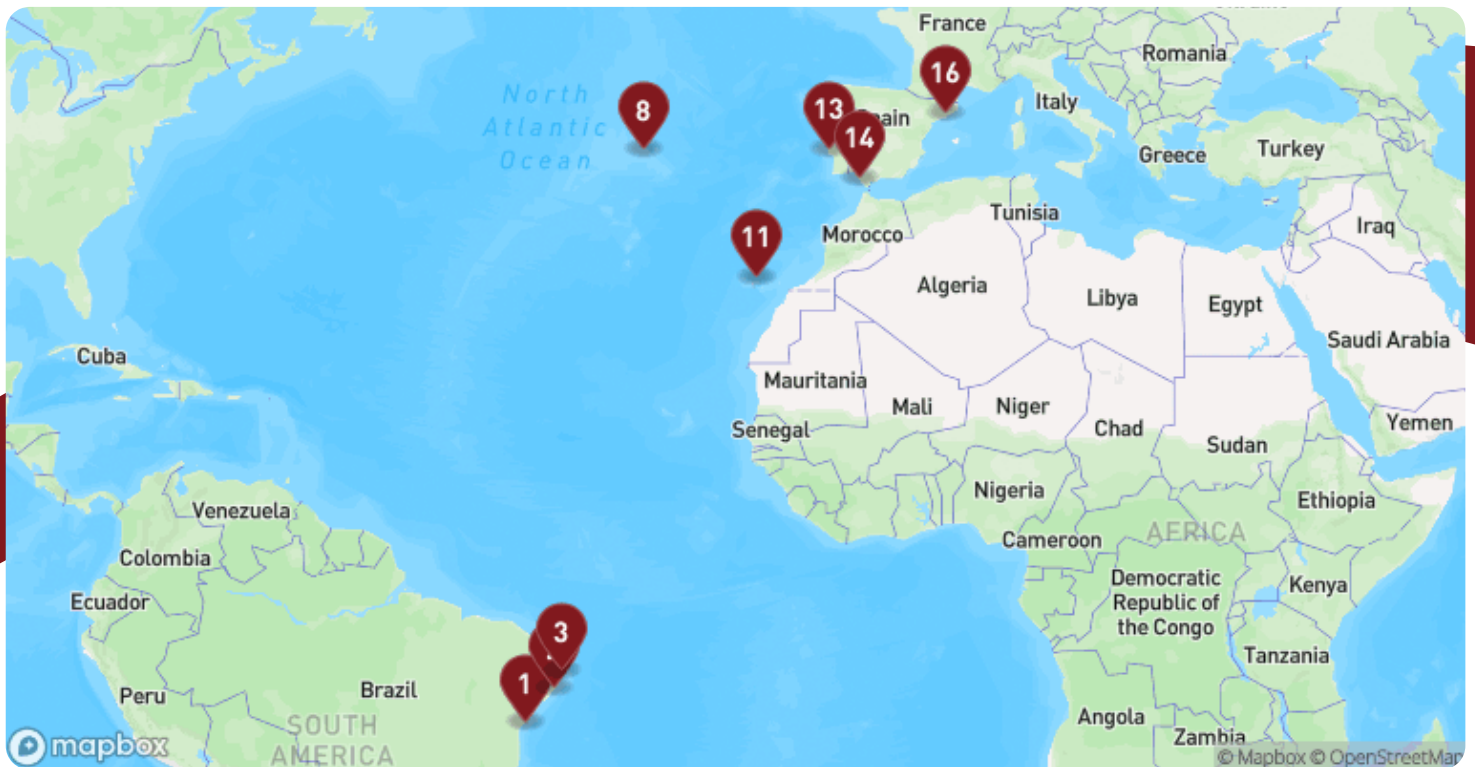 France
Romania
16
North
Atlantic
Ocean
8
13
ain
Italy
14
Greece
Turkey
Tunisia
Iraq
11
Morocco
Algeria
Libya
Egypt
Saudi Arabia
Cuba
Mauritania
Mali
Niger
Chad
Yemen
Senegal
Sudan
Nigeria
Ethiopia
Venezuela
AFRICA
Cameroon
Colombia
Democratic
Republic of
the Congo
Kenya
Ecuador
3
Tanzania
1
Peru
Brazil
SOUTH
AMERICA
Angola
Zambia
mapbox
© Mapbox © OpenStreetMap